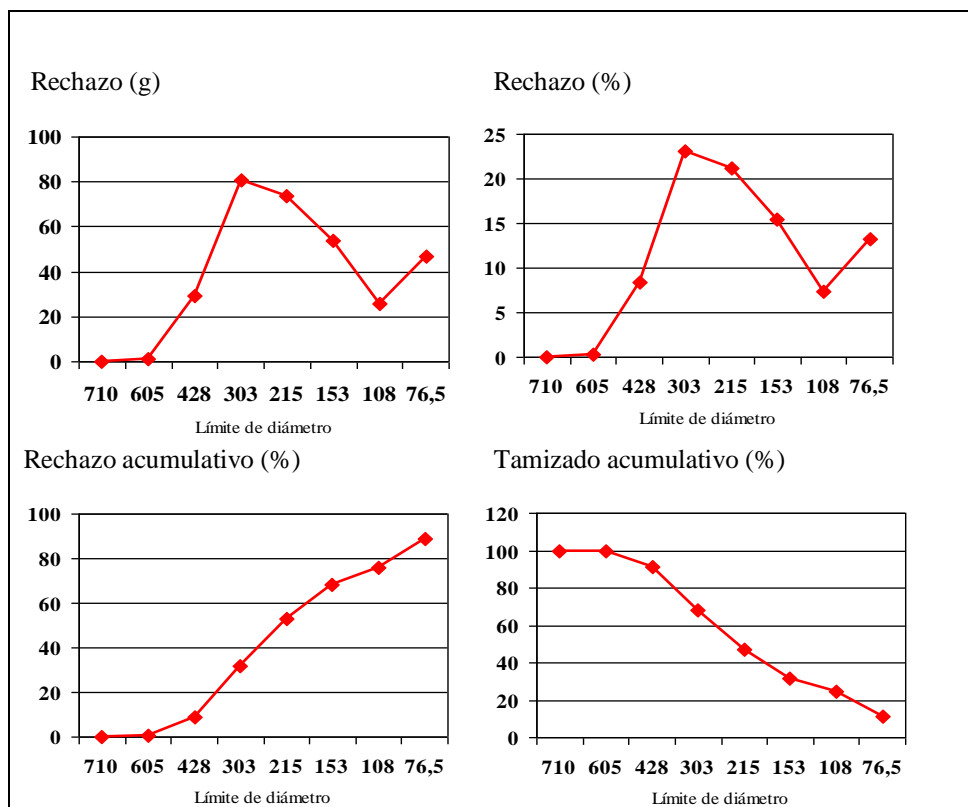 Rechazo (g)
100
80
60
40
20
0
710 605 428 303 215 153 108 76,5
Límite de diámetro
Rechazo (%)
25
20
15
10
5
0
710 605 428 303 215 153 108 76,5
Límite de diámetro
Rechazo acumulativo (%)
100
80
60
40
20
0
710 605 428 303 215 153 108 76,5
Límite de diámetro
Tamizado acumulativo (%)
120
100
80
60
40
20
0
710 605 428 303 215 153 108 76,5
Límite de diámetro